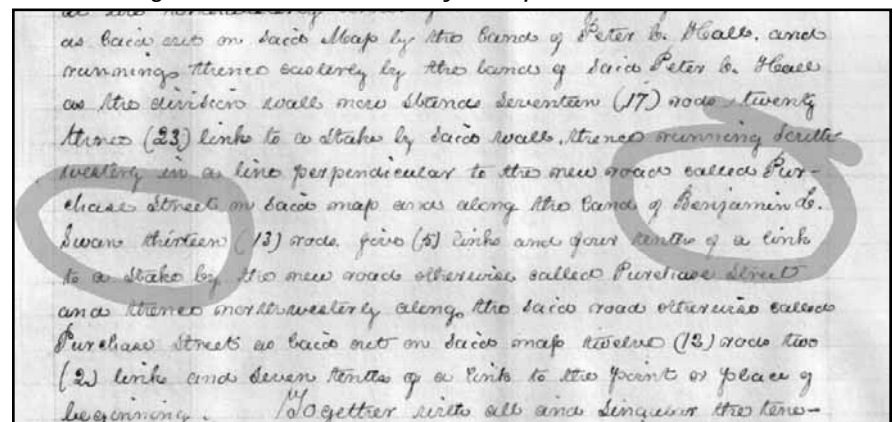 as laid out on said Map by the land of Peter C. Hall, and
running thence easterly by the land of said Peter C. Hall
as the division wall now stands seventeen (17) rods twenty
three (23) links to a stake by said wall, thence running South
westerly in a line perpendicular to the new road called Pur-
chase Street on said map and along the land of Benjamin L.
Swan thirteen (13) rods, five (5) links and four tenths of a link
to a stake by the new road otherwise called Purchase Street
and thence northwesterly along the said road otherwise called
Purchase Street as laid out on said map twelve (12) rods two
(2) links and seven tenths of a link to the point or place of
beginning. Together with all and singular the tene-